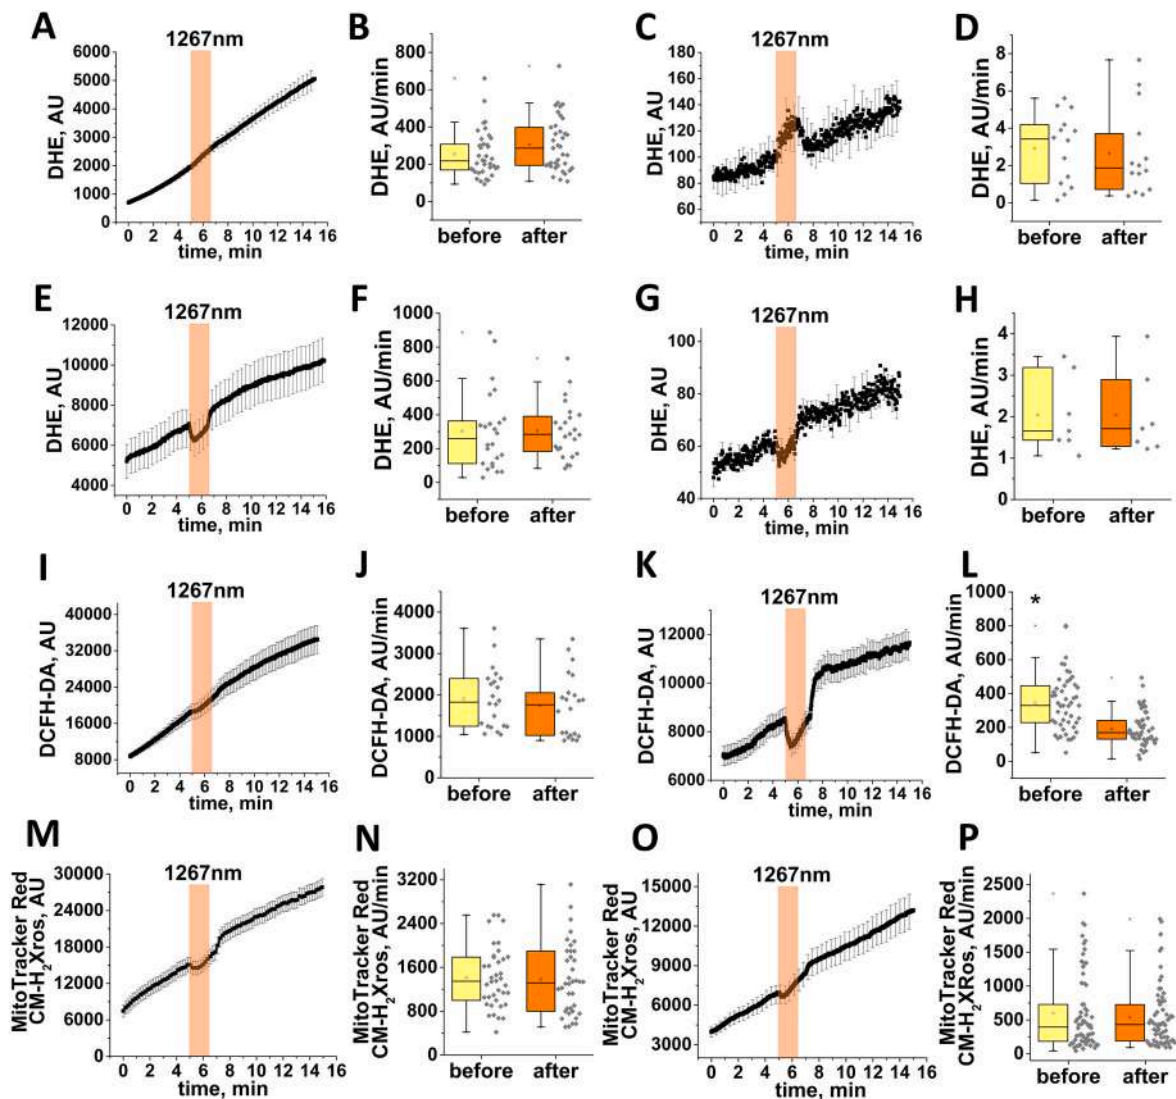 A
1267nm
DHE, AU
6000
5000
4000
3000
2000
1000
0
0 2 4 6 8 10 12 14 16
time, min
B
DHE, AU/min
800
600
400
200
0
before after
C
1267nm
DHE, AU
180
160
140
120
100
80
60
0 2 4 6 8 10 12 14 16
time, min
D
DHE, AU/min
8
6
4
2
0
before after
E
1267nm
DHE, AU
12000
10000
8000
6000
4000
0 2 4 6 8 10 12 14 16
time, min
F
DHE, AU/min
1000
800
600
400
200
0
before after
G
1267nm
DHE, AU
100
80
60
40
0 2 4 6 8 10 12 14 16
time, min
H
DHE, AU/min
4
3
2
1
0
before after
I
1267nm
DCFH-DA, AU
40000
32000
24000
16000
8000
0 2 4 6 8 10 12 14 16
time, min
J
DCFH-DA, AU/min
4000
3000
2000
1000
0
before after
K
1267nm
DCFH-DA, AU
12000
10000
8000
6000
0 2 4 6 8 10 12 14 16
time, min
L
DCFH-DA, AU/min
1000
800
600
400
200
0
*
before after
M
1267nm
MitoTracker Red
CM-H₂Xros, AU
30000
24000
18000
12000
6000
0
0 2 4 6 8 10 12 14 16
time, min
N
MitoTracker Red
CM-H₂Xros, AU/min
3200
2400
1600
800
0
before after
O
1267nm
MitoTracker Red
CM-H₂Xros, AU
15000
12000
9000
6000
3000
0 2 4 6 8 10 12 14 16
time, min
P
MitoTracker Red
CM-H₂XRos, AU/min
2500
2000
1500
1000
500
0
before after